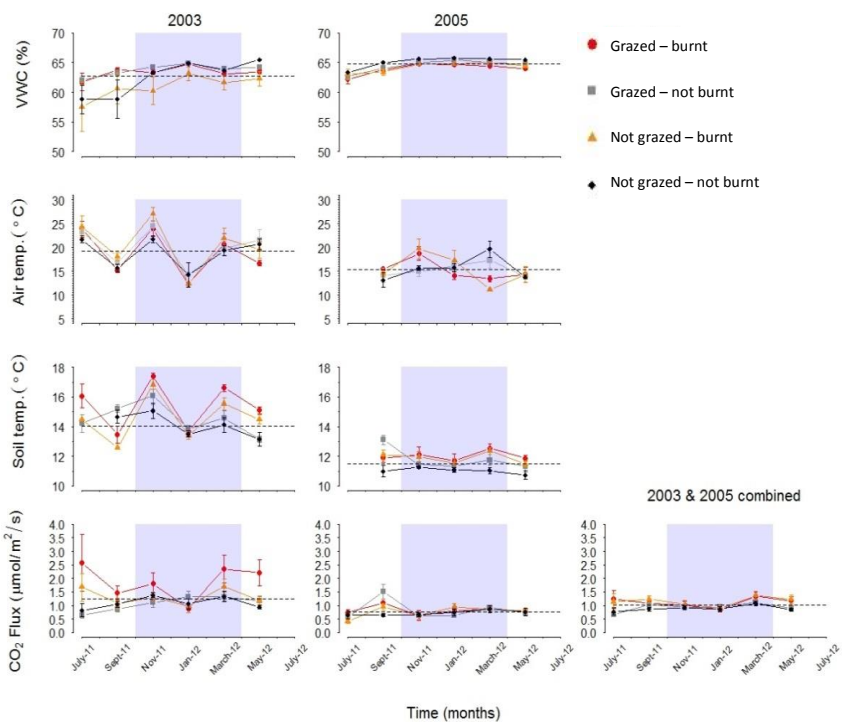 2003
2005
VWC (%)
70
65
60
55
50
70
65
60
55
50
Grazed – burnt
Grazed – not burnt
Not grazed – burnt
Not grazed – not burnt
Air temp. ( ° C)
30
25
20
15
10
5
30
25
20
15
10
5
Soil temp. ( ° C)
18
16
14
12
10
18
16
14
12
10
2003 & 2005 combined
CO2 Flux (μmol/m²/s)
4.0
3.5
3.0
2.5
2.0
1.5
1.0
0.5
0.0
4.0
3.5
3.0
2.5
2.0
1.5
1.0
0.5
0.0
4.0
3.5
3.0
2.5
2.0
1.5
1.0
0.5
0.0
July-11
Sept-11
Nov-11
Jan-12
March-12
May-12
July-12
July-11
Sept-11
Nov-11
Jan-12
March-12
May-12
July-12
July-11
Sept-11
Nov-11
Jan-12
March-12
May-12
July-12
Time (months)